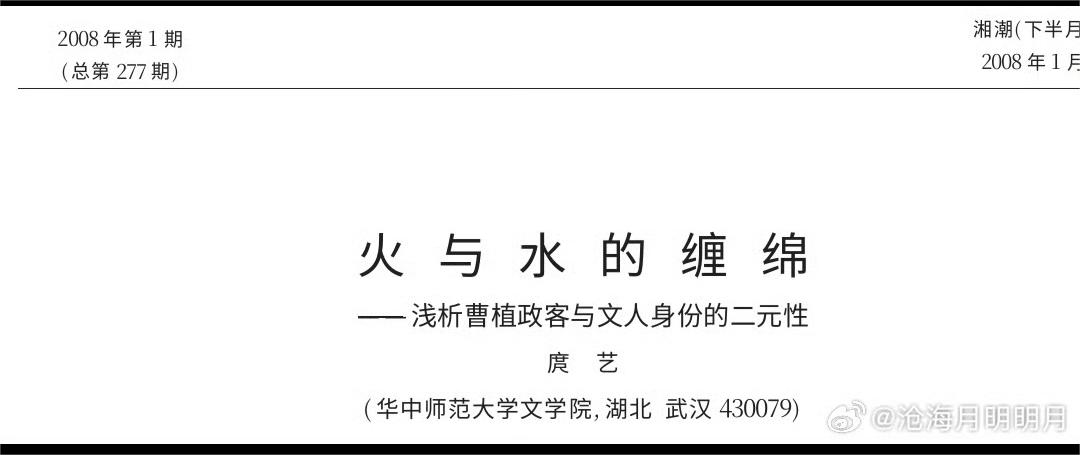 2008 年第 1 期
(总第 277 期)
湘潮(下半月
2008 年 1 月
火与水的缠绵
——浅析曹植政客与文人身份的二元性
庹 艺
(华中师范大学文学院,湖北 武汉 430079)
@沧海月明明月